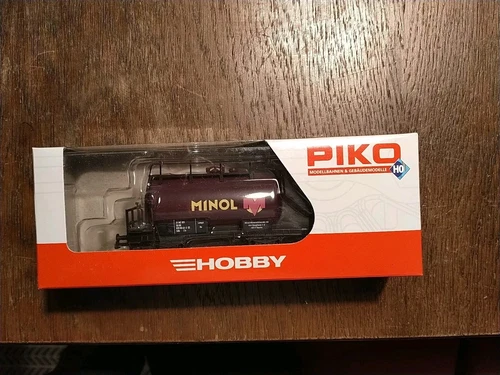 PIKO
MODELLBAHNEN & GEBÄUDEMODELLE
H0
MINOL
HOBBY